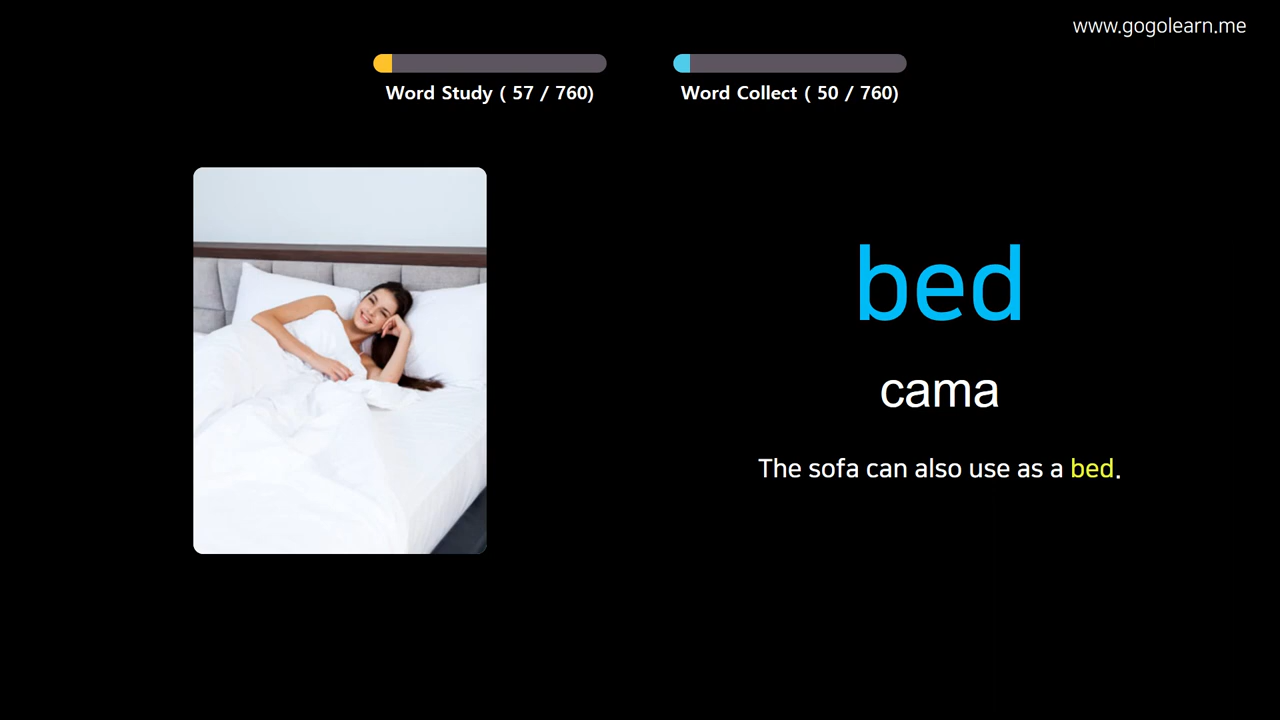 www.gogolearn.me
Word Study ( 57 / 760)
Word Collect ( 50 / 760)
bed
cama
The sofa can also use as a bed.